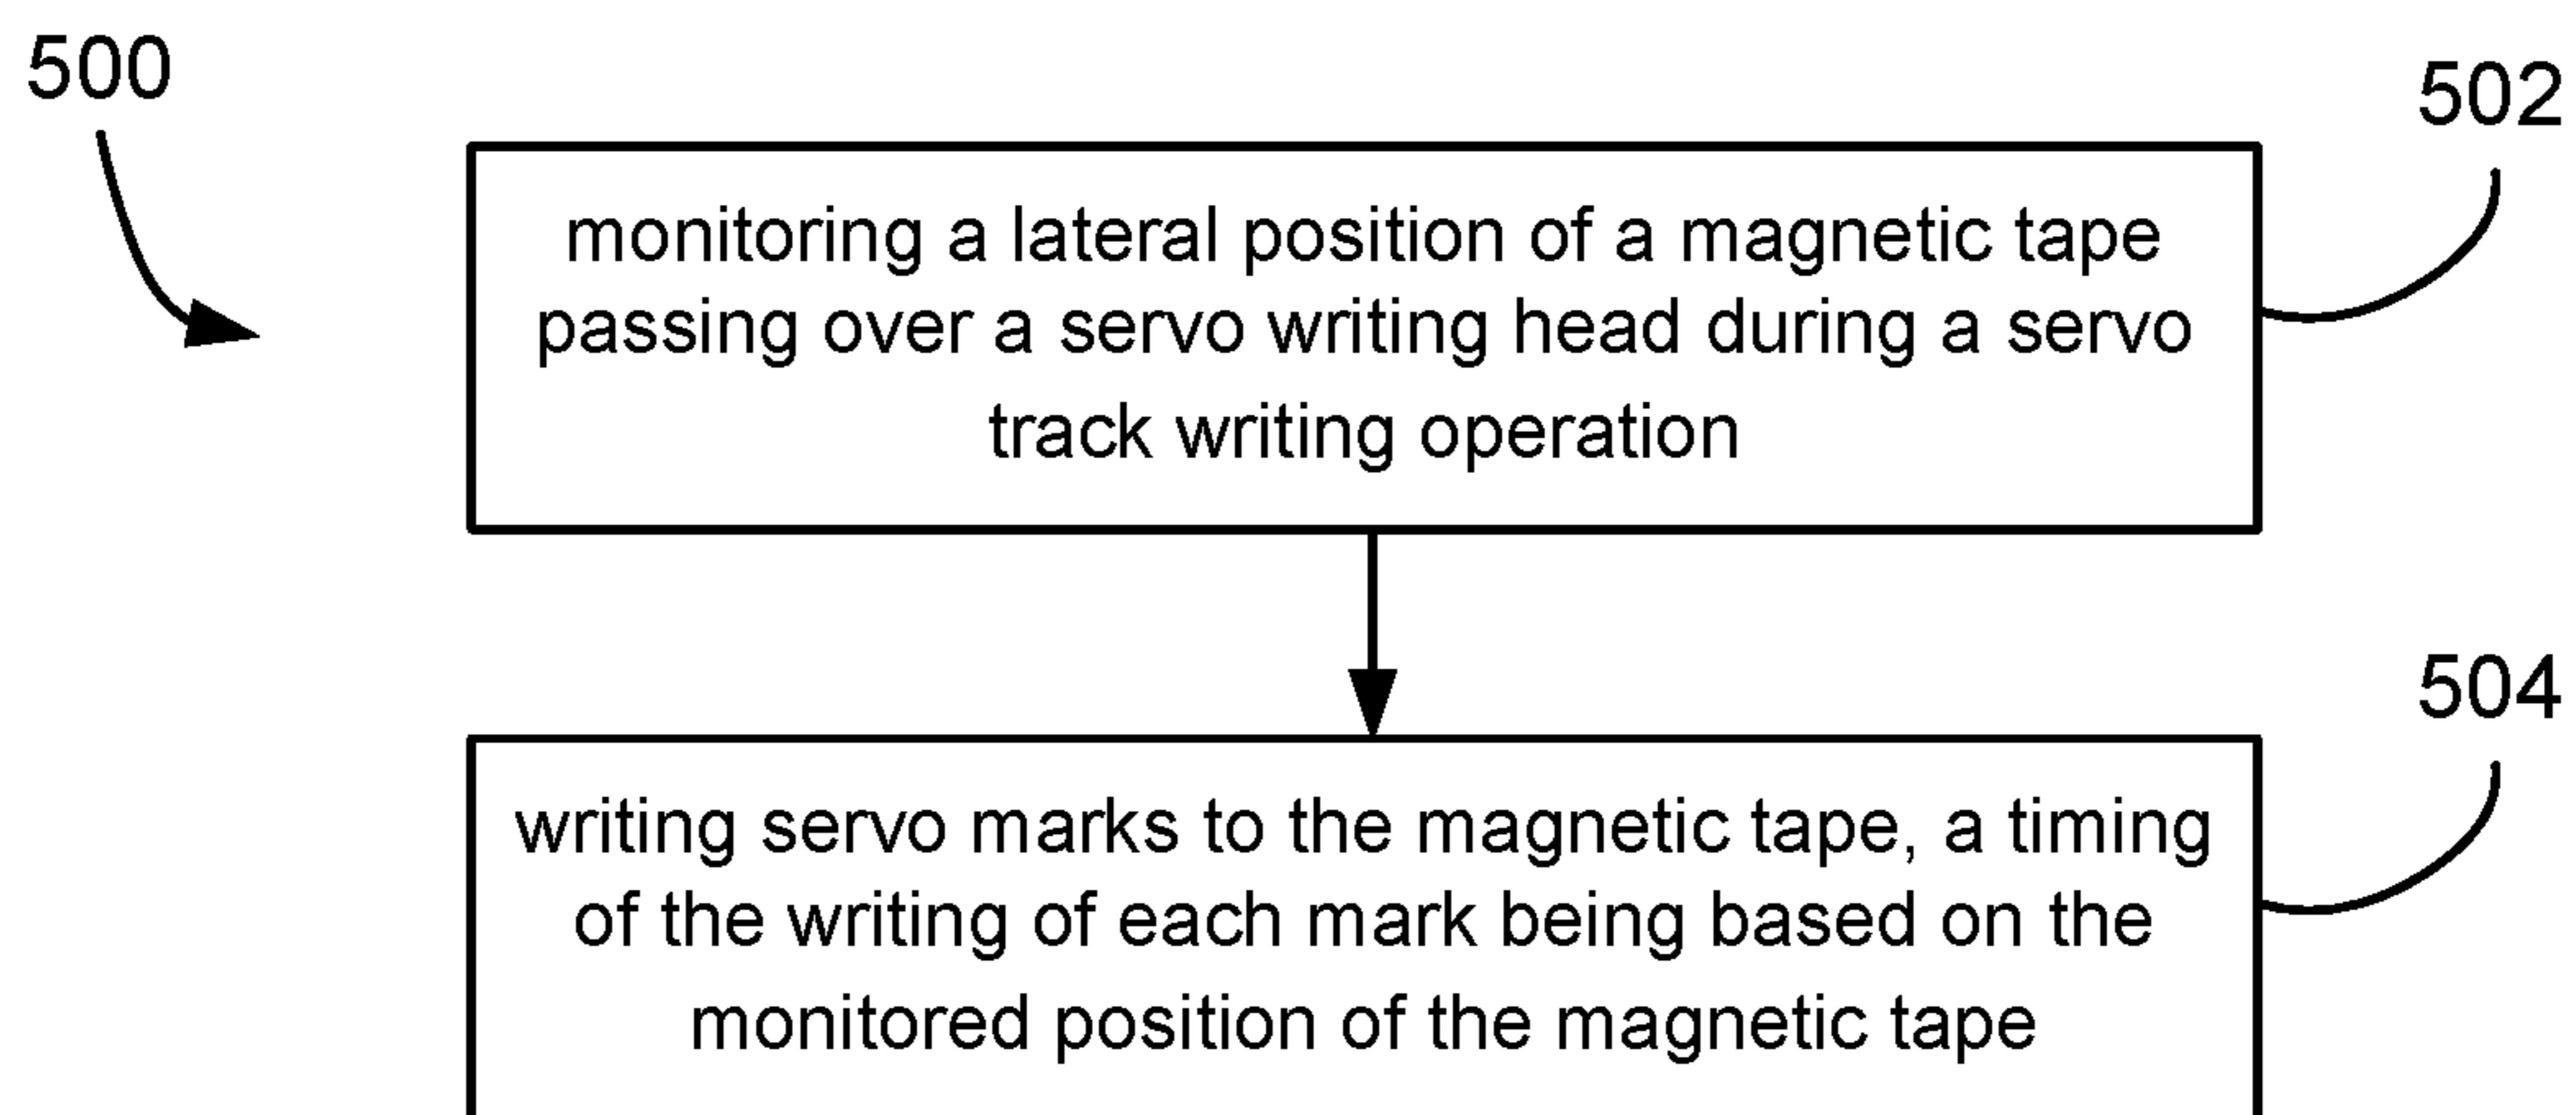 500
502
monitoring a lateral position of a magnetic tape
passing over a servo writing head during a servo
track writing operation
504
writing servo marks to the magnetic tape, a timing
of the writing of each mark being based on the
monitored position of the magnetic tape